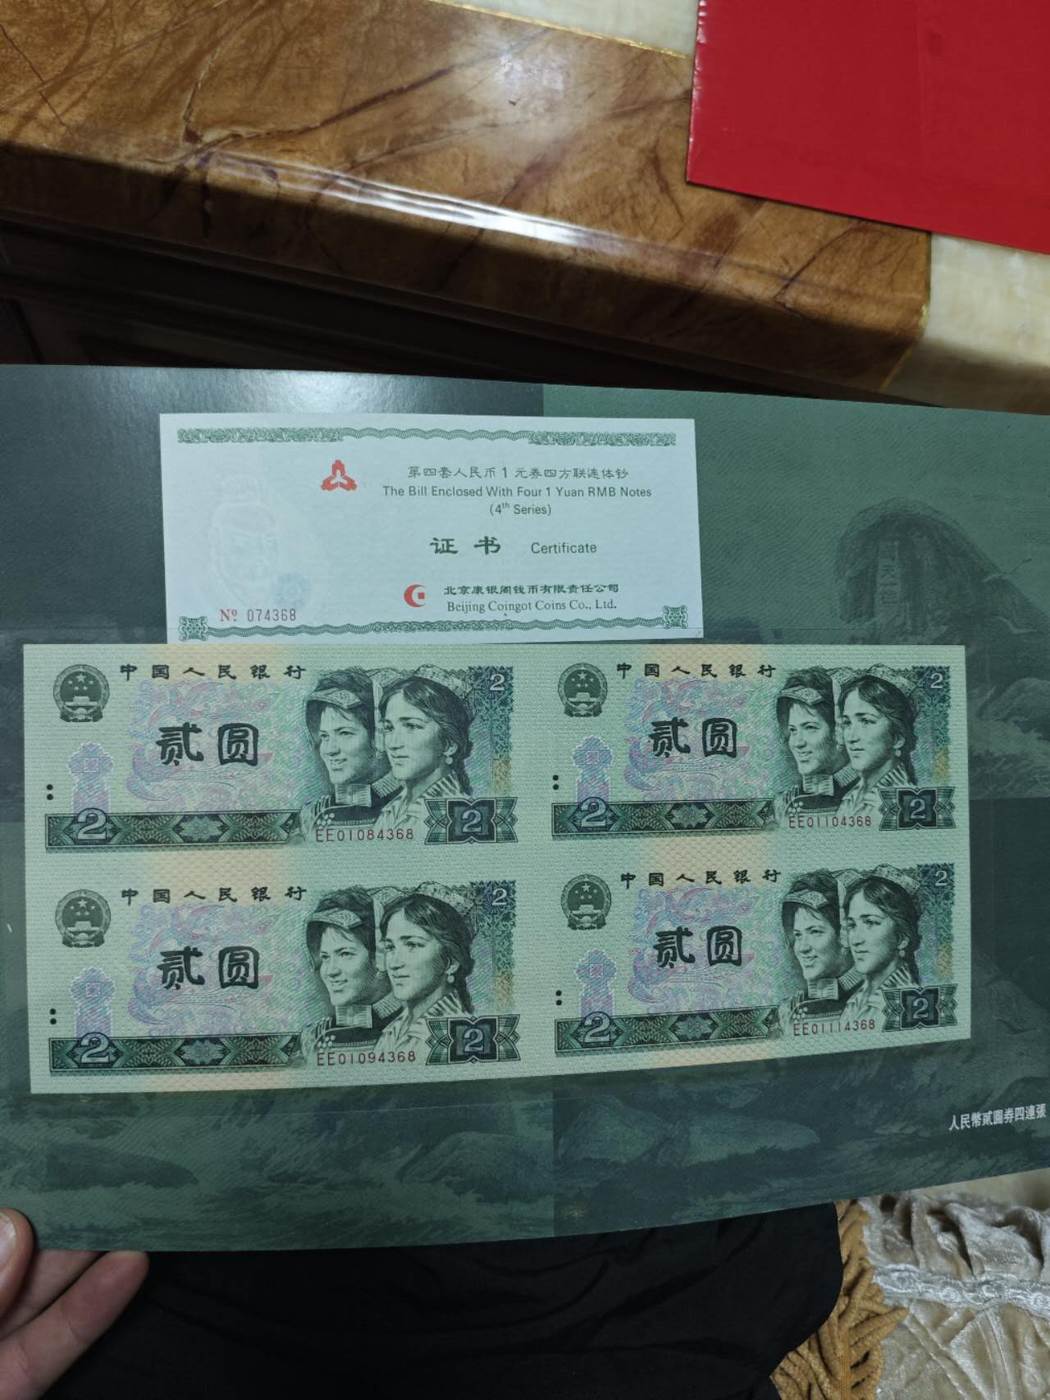 第四套人民币1元券四方联连体钞
The Bill Enclosed With Four 1 Yuan RMB Notes
(4th Series)
证书 Certificate
北京康银阁钱币有限责任公司
Beijing Coingot Coins Co., Ltd.
№ 074368
中国人民银行
2
贰圆
2
2
EE01084368
中国人民银行
2
贰圆
2
2
EE01104368
中国人民银行
2
贰圆
2
2
EE01094368
中国人民银行
2
贰圆
2
2
EE01114368
人民幣貳圓券四連張